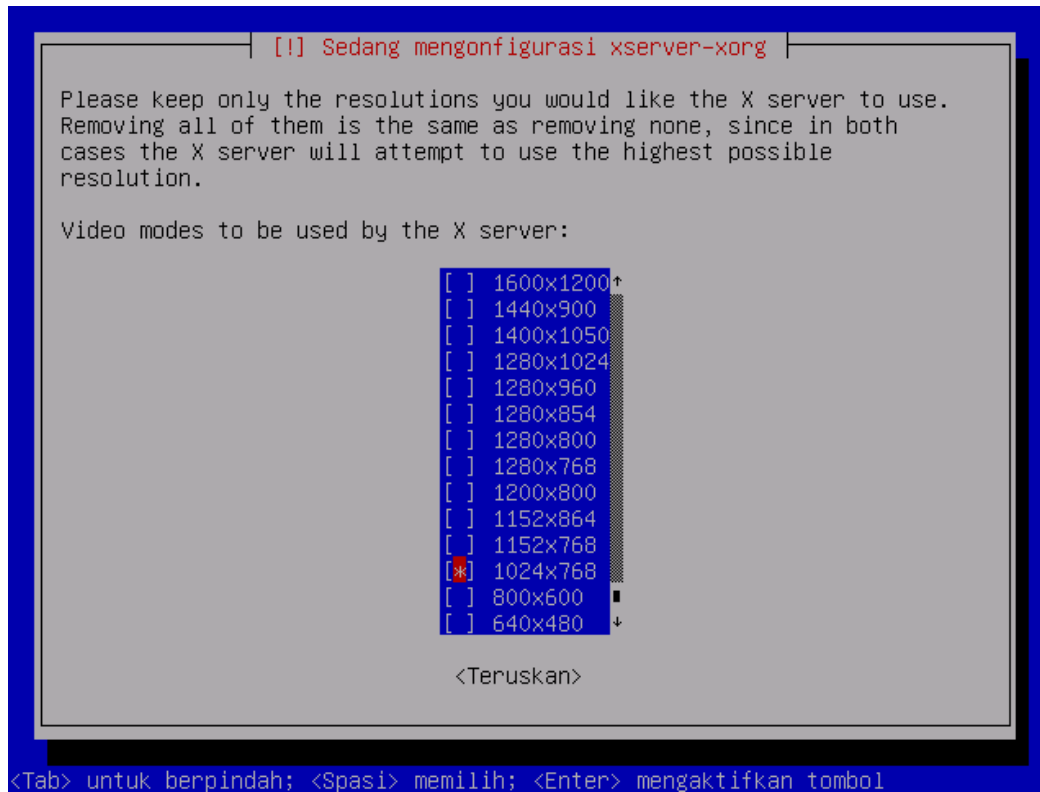 [!] Sedang mengonfigurasi xserver-xorg
Please keep only the resolutions you would like the X server to use.
Removing all of them is the same as removing none, since in both
cases the X server will attempt to use the highest possible
resolution.
Video modes to be used by the X server:
[ ] 1600x1200↑
[ ] 1440x900
[ ] 1400x1050
[ ] 1280x1024
[ ] 1280x960
[ ] 1280x854
[ ] 1280x800
[ ] 1280x768
[ ] 1200x800
[ ] 1152x864
[ ] 1152x768
[*] 1024x768
[ ] 800x600
[ ] 640x480 ↓
<Teruskan>
<Tab> untuk berpindah; <Spasi> memilih; <Enter> mengaktifkan tombol